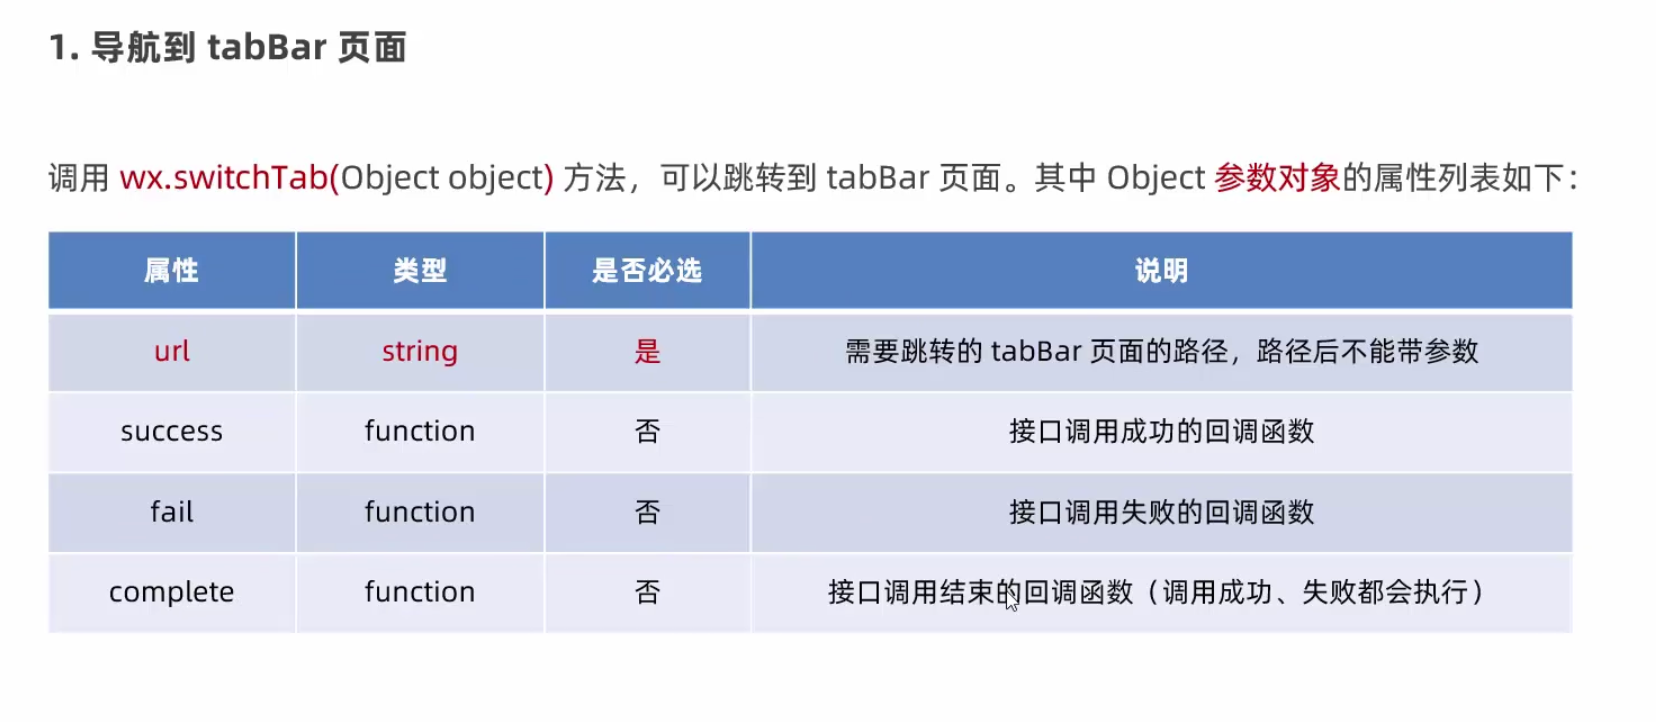 1. 导航到 tabBar 页面
调用 wx.switchTab(Object object) 方法，可以跳转到 tabBar 页面。其中 Object 参数对象的属性列表如下：
属性 类型 是否必选 说明
url string 是 需要跳转的 tabBar 页面的路径，路径后不能带参数
success function 否 接口调用成功的回调函数
fail function 否 接口调用失败的回调函数
complete function 否 接口调用结束的回调函数（调用成功、失败都会执行）